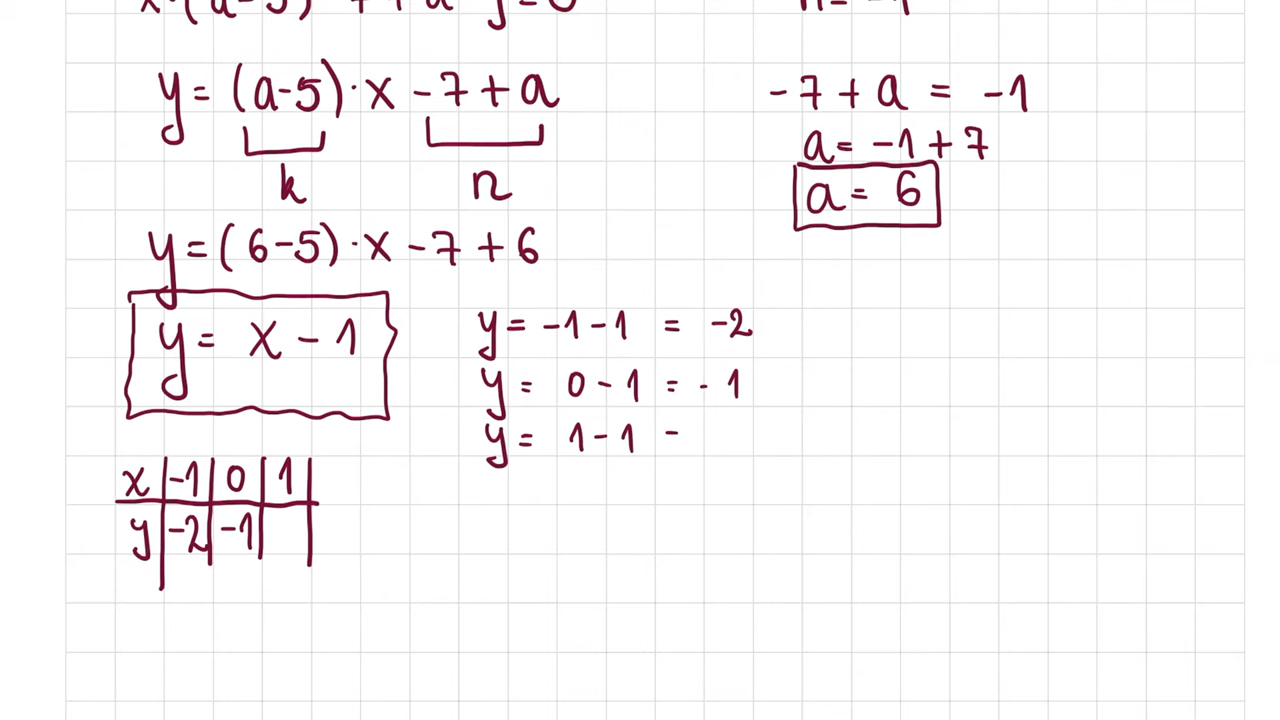 y = (a-5)·x -7+a
k n
y = (6-5)·x -7+6
y = x - 1
x | -1 | 0 | 1
y | -2 | -1 |
-7 + a = -1
a = -1 + 7
a = 6
y = -1 - 1 = -2
y = 0 - 1 = - 1
y = 1 - 1 -